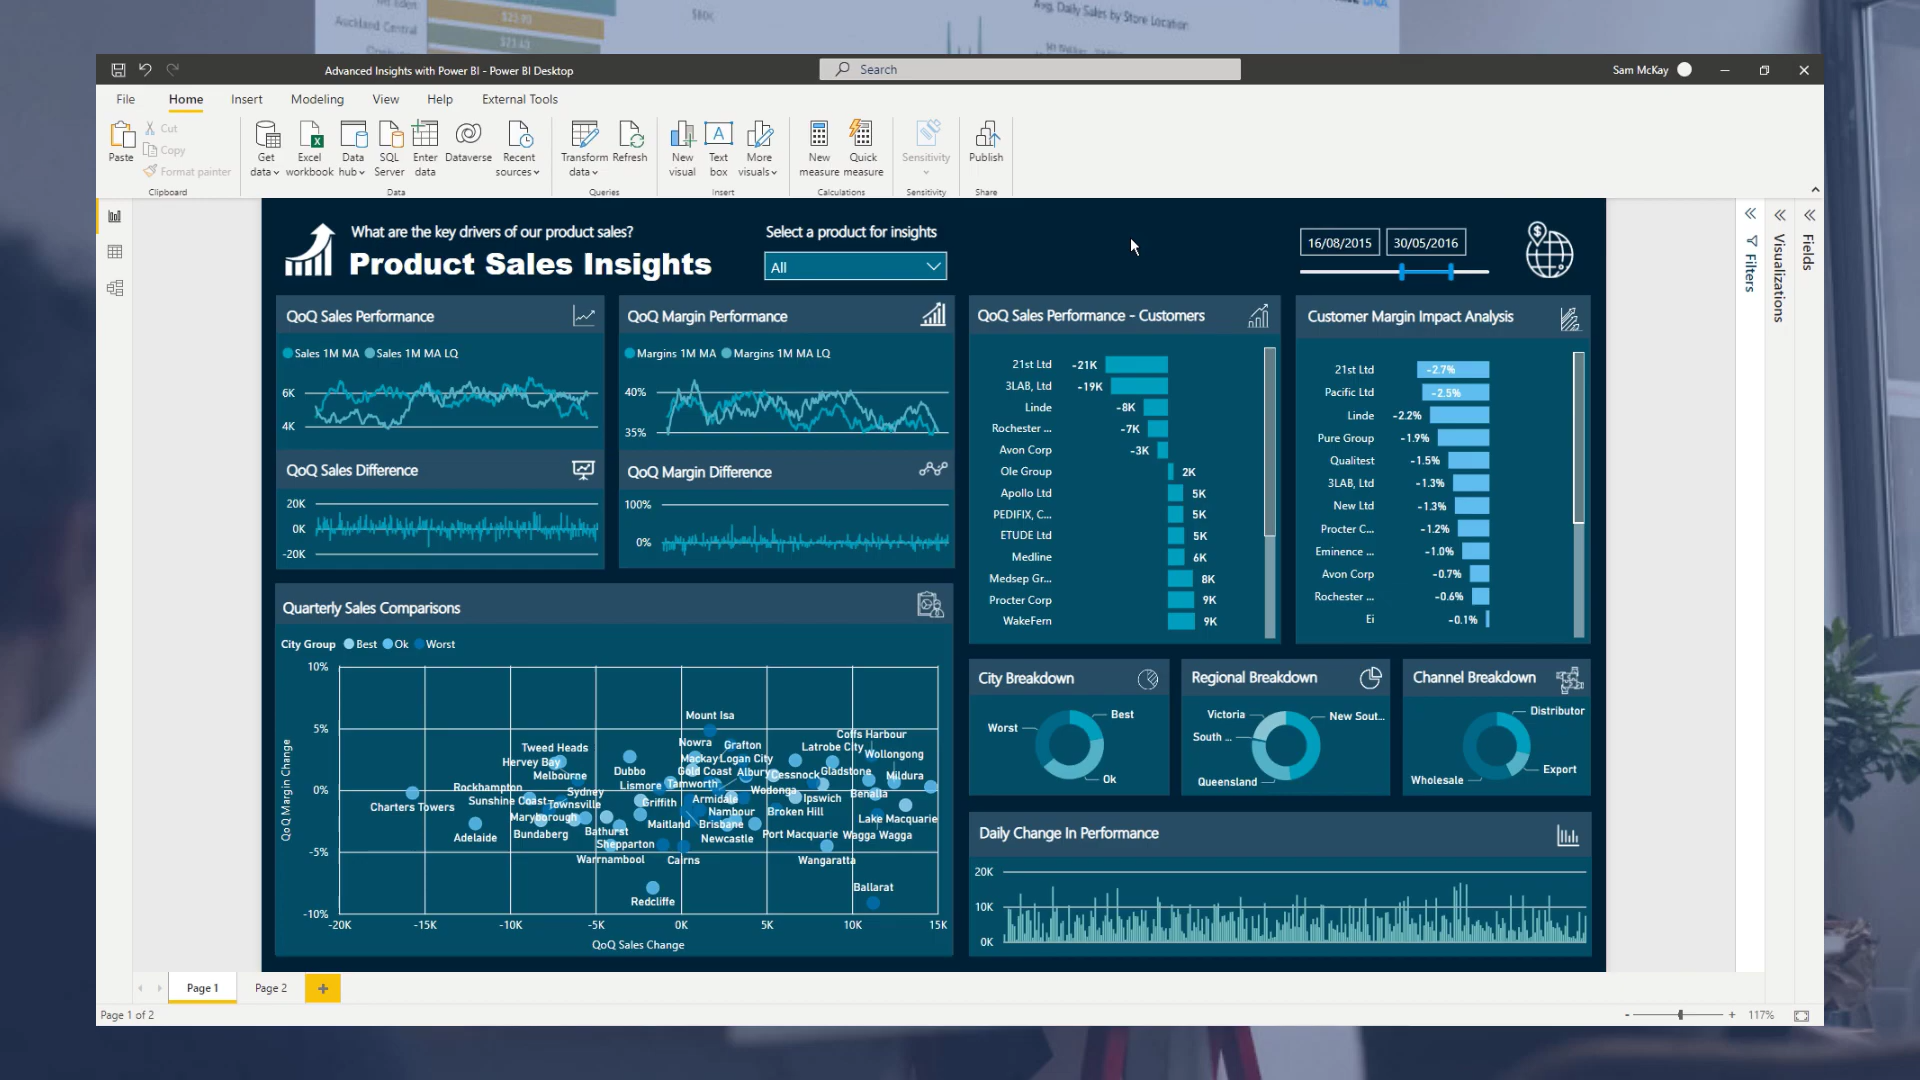 Auckland Central
$25.93
$23.43
$80K
Avg. Daily Sales by Store Location
Advanced Insights with Power BI - Power BI Desktop
Search
Sam McKay
File
Home
Insert
Modeling
View
Help
External Tools
Paste
Cut
Copy
Format painter
Clipboard
Get data
Excel workbook
Data hub
SQL Server
Enter data
Dataverse
Recent sources
Data
Transform data
Refresh
Queries
New visual
Text box
More visuals
Insert
New measure
Quick measure
Calculations
Sensitivity
Sensitivity
Publish
Share
What are the key drivers of our product sales?
Product Sales Insights
Select a product for insights
All
16/08/2015
30/05/2016
Filters
Visualizations
Fields
QoQ Sales Performance
Sales 1M MA
Sales 1M MA LQ
6K
4K
QoQ Margin Performance
Margins 1M MA
Margins 1M MA LQ
40%
35%
QoQ Sales Difference
20K
0K
-20K
QoQ Margin Difference
100%
0%
QoQ Sales Performance - Customers
21st Ltd -21K
3LAB, Ltd -19K
Linde -8K
Rochester ... -7K
Avon Corp -3K
Ole Group 2K
Apollo Ltd 5K
PEDIFIX, C... 5K
ETUDE Ltd 5K
Medline 6K
Medsep Gr... 8K
Procter Corp 9K
WakeFern 9K
Customer Margin Impact Analysis
21st Ltd -2.7%
Pacific Ltd -2.5%
Linde -2.2%
Pure Group -1.9%
Qualitest -1.5%
3LAB, Ltd -1.3%
New Ltd -1.3%
Procter C... -1.2%
Eminence ... -1.0%
Avon Corp -0.7%
Rochester ... -0.6%
Ei -0.1%
Quarterly Sales Comparisons
City Group Best Ok Worst
QoQ Margin Change
10%
5%
0%
-5%
-10%
Mount Isa
Coffs Harbour
Nowra
Grafton
Tweed Heads
Latrobe City
Wollongong
Hervey Bay
Mackay
Logan City
Melbourne
Dubbo
Gold Coast
Albury
Cessnock
Gladstone
Mildura
Rockhampton
Sydney
Lismore
Tamworth
Wodonga
Benalla
Charters Towers
Sunshine Coast
Townsville
Griffith
Armidale
Ipswich
Maryborough
Nambour
Broken Hill
Lake Macquarie
Adelaide
Bundaberg
Bathurst
Maitland
Brisbane
Newcastle
Port Macquarie
Wagga Wagga
Shepparton
Warrnambool
Cairns
Wangaratta
Redcliffe
Ballarat
-20K
-15K
-10K
-5K
0K
5K
10K
15K
QoQ Sales Change
City Breakdown
Worst
Best
Ok
Regional Breakdown
Victoria
New Sout...
South ...
Queensland
Channel Breakdown
Distributor
Export
Wholesale
Daily Change In Performance
20K
10K
0K
Page 1
Page 2
+
Page 1 of 2
-
+
117%